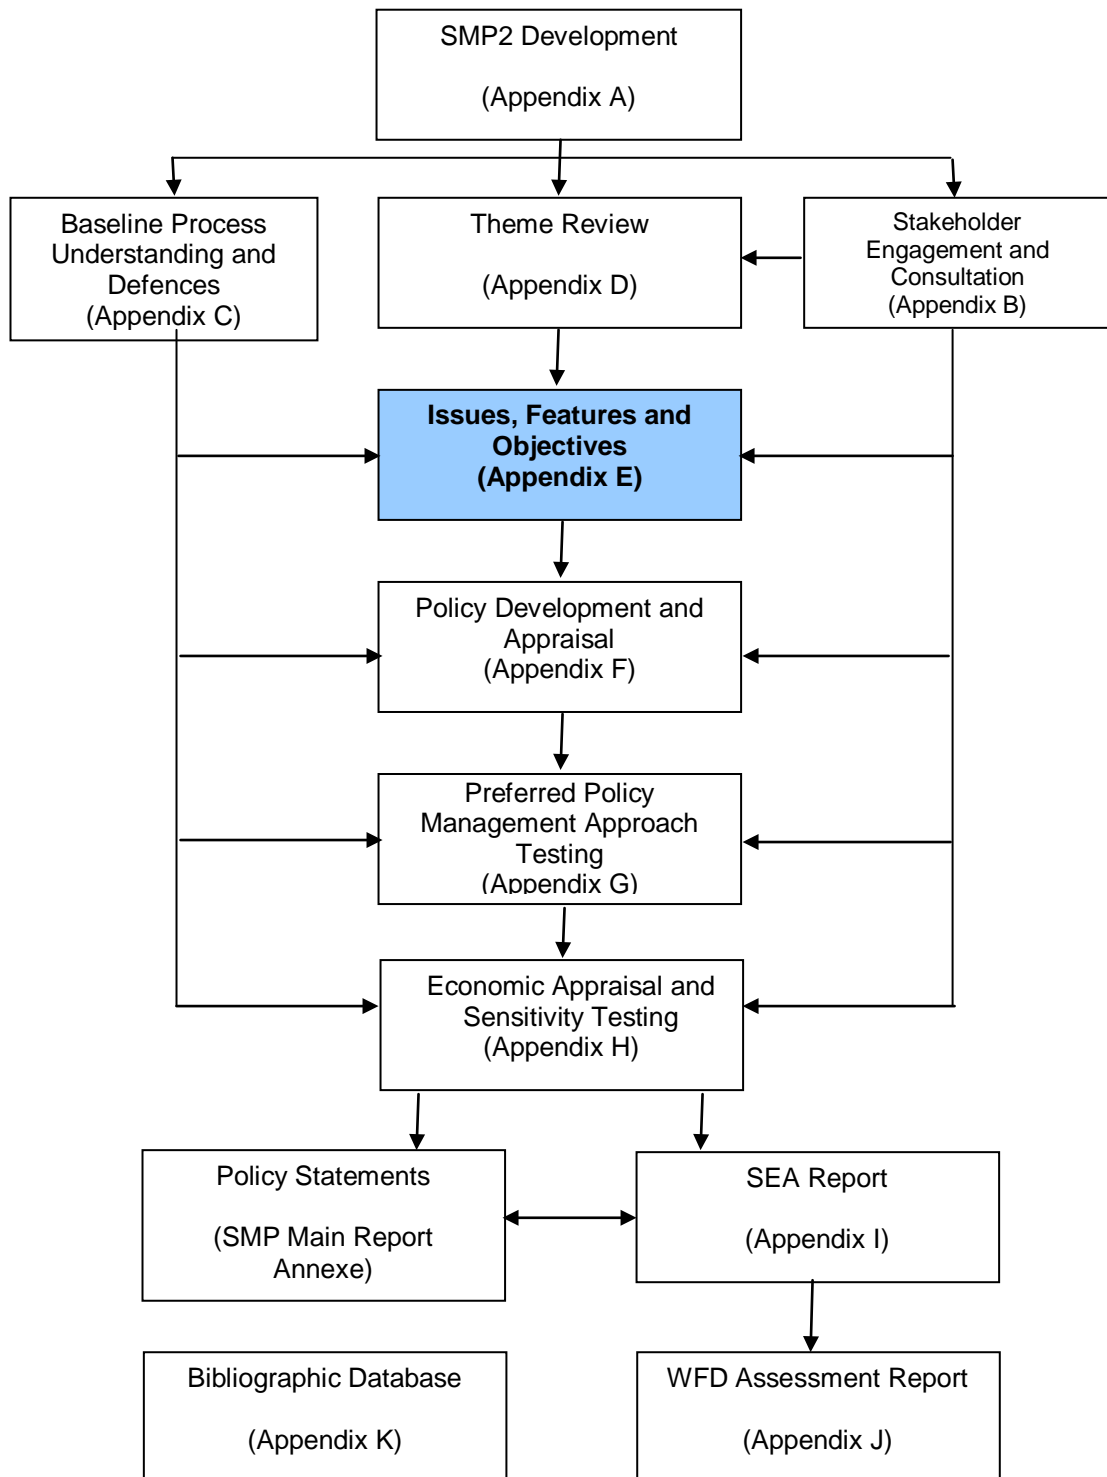 SMP2 Development
(Appendix A)
Baseline Process
Understanding and
Defences
(Appendix C)
Theme Review
(Appendix D)
Stakeholder
Engagement and
Consultation
(Appendix B)
Issues, Features and
Objectives
(Appendix E)
Policy Development and
Appraisal
(Appendix F)
Preferred Policy
Management Approach
Testing
(Appendix G)
Economic Appraisal and
Sensitivity Testing
(Appendix H)
Policy Statements
(SMP Main Report
Annexe)
SEA Report
(Appendix I)
Bibliographic Database
(Appendix K)
WFD Assessment Report
(Appendix J)